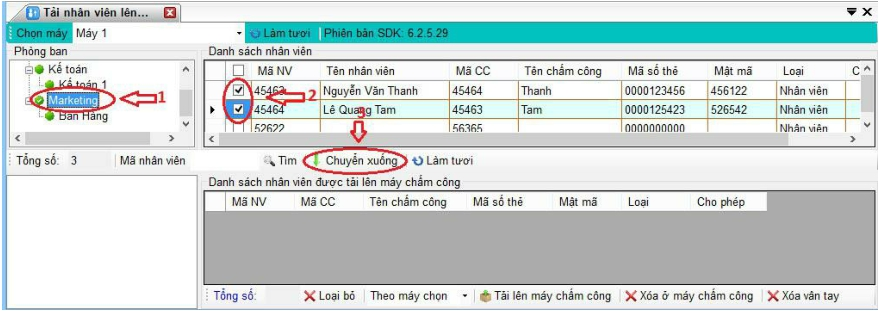 Tải nhân viên lên...
Chọn máy Máy 1 Làm tươi Phiên bản SDK: 6.2.5.29
Phòng ban
Kế toán
Kế toán 1
Marketing
Bán Hàng
1
Danh sách nhân viên
Mã NV Tên nhân viên Mã CC Tên chấm công Mã số thẻ Mật mã Loại C
45463 Nguyễn Văn Thanh 45464 Thanh 0000123456 456122 Nhân viên
2
45464 Lê Quang Tam 45463 Tam 0000125423 526542 Nhân viên
3
52622 56365 0000000000 Nhân viên
Tổng số: 3 Mã nhân viên Tìm Chuyển xuống Làm tươi
Danh sách nhân viên được tải lên máy chấm công
Mã NV Mã CC Tên chấm công Mã số thẻ Mật mã Loại Cho phép
Tổng số: Loại bỏ Theo máy chọn Tải lên máy chấm công Xóa ở máy chấm công Xóa vân tay